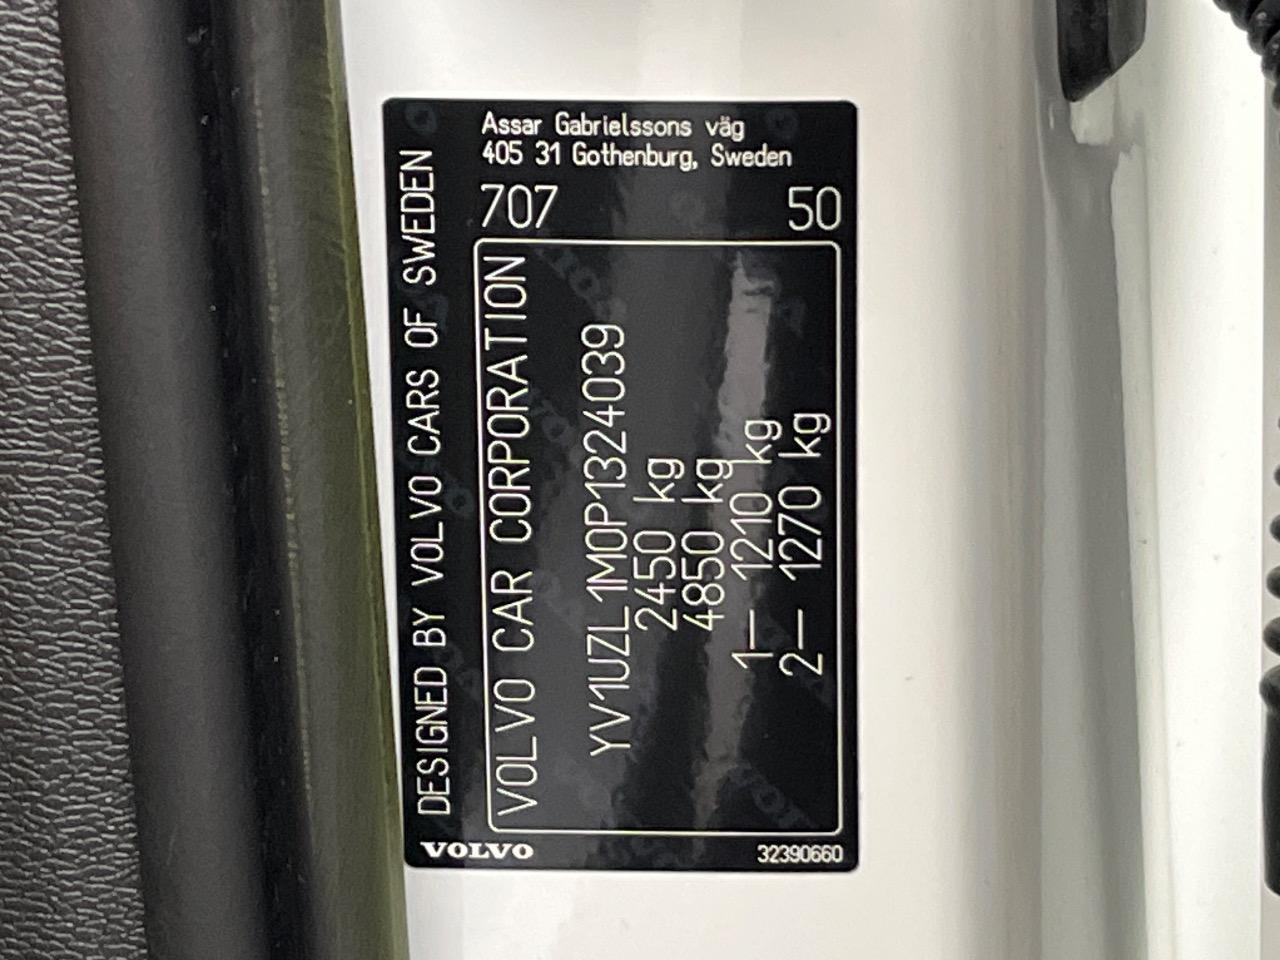 Assar Gabrielssons väg
405 31 Gothenburg, Sweden
707 50
DESIGNED BY VOLVO CARS OF SWEDEN
VOLVO CAR CORPORATION
YV1UZL1M0P1324039
2450 kg
4850 kg
1– 1210 kg
2– 1270 kg
VOLVO
32390660